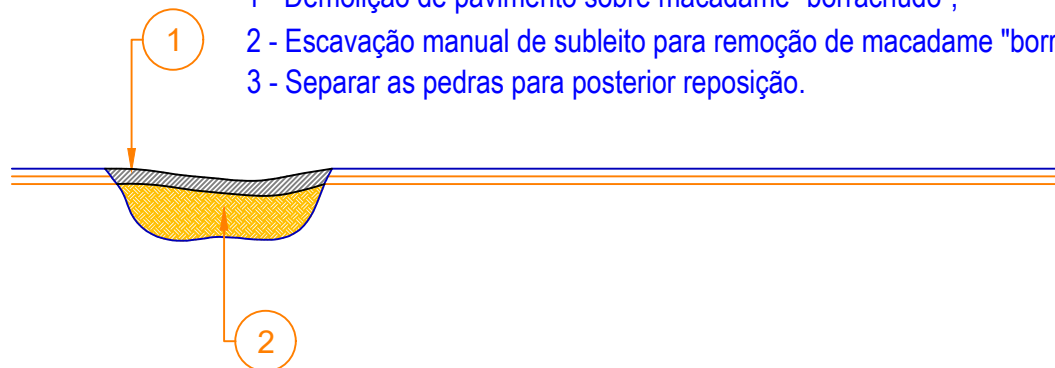 1 - Demolição de pavimento sobre macadame "borrachudo";
1
2 - Escavação manual de subleito para remoção de macadame
3 - Separar as pedras para posterior reposição.
2